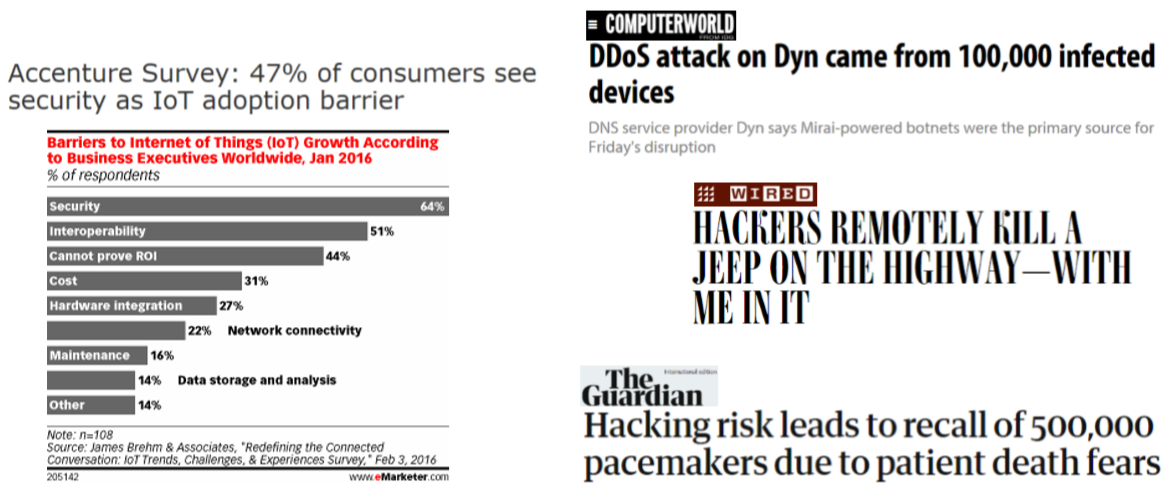 Accenture Survey: 47% of consumers see
security as IoT adoption barrier
Barriers to Internet of Things (IoT) Growth According
to Business Executives Worldwide, Jan 2016
% of respondents
Security 64%
Interoperability 51%
Cannot prove ROI 44%
Cost 31%
Hardware integration 27%
22% Network connectivity
Maintenance 16%
14% Data storage and analysis
Other 14%
Note: n=108
Source: James Brehm & Associates, "Redefining the Connected
Conversation: IoT Trends, Challenges, & Experiences Survey," Feb 3, 2016
205142 www.eMarketer.com
≡ COMPUTERWORLD
FROM IDG
DDoS attack on Dyn came from 100,000 infected
devices
DNS service provider Dyn says Mirai-powered botnets were the primary source for
Friday's disruption
WIRED
HACKERS REMOTELY KILL A
JEEP ON THE HIGHWAY—WITH
ME IN IT
International edition
The
Guardian
Hacking risk leads to recall of 500,000
pacemakers due to patient death fears